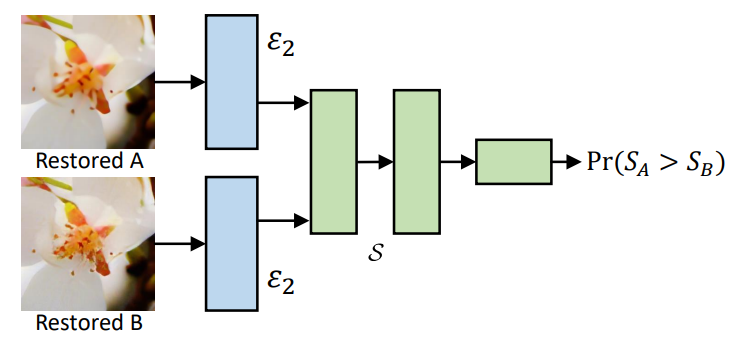 ℰ₂
Restored A
Pr(S_A > S_B)
𝒮
ℰ₂
Restored B